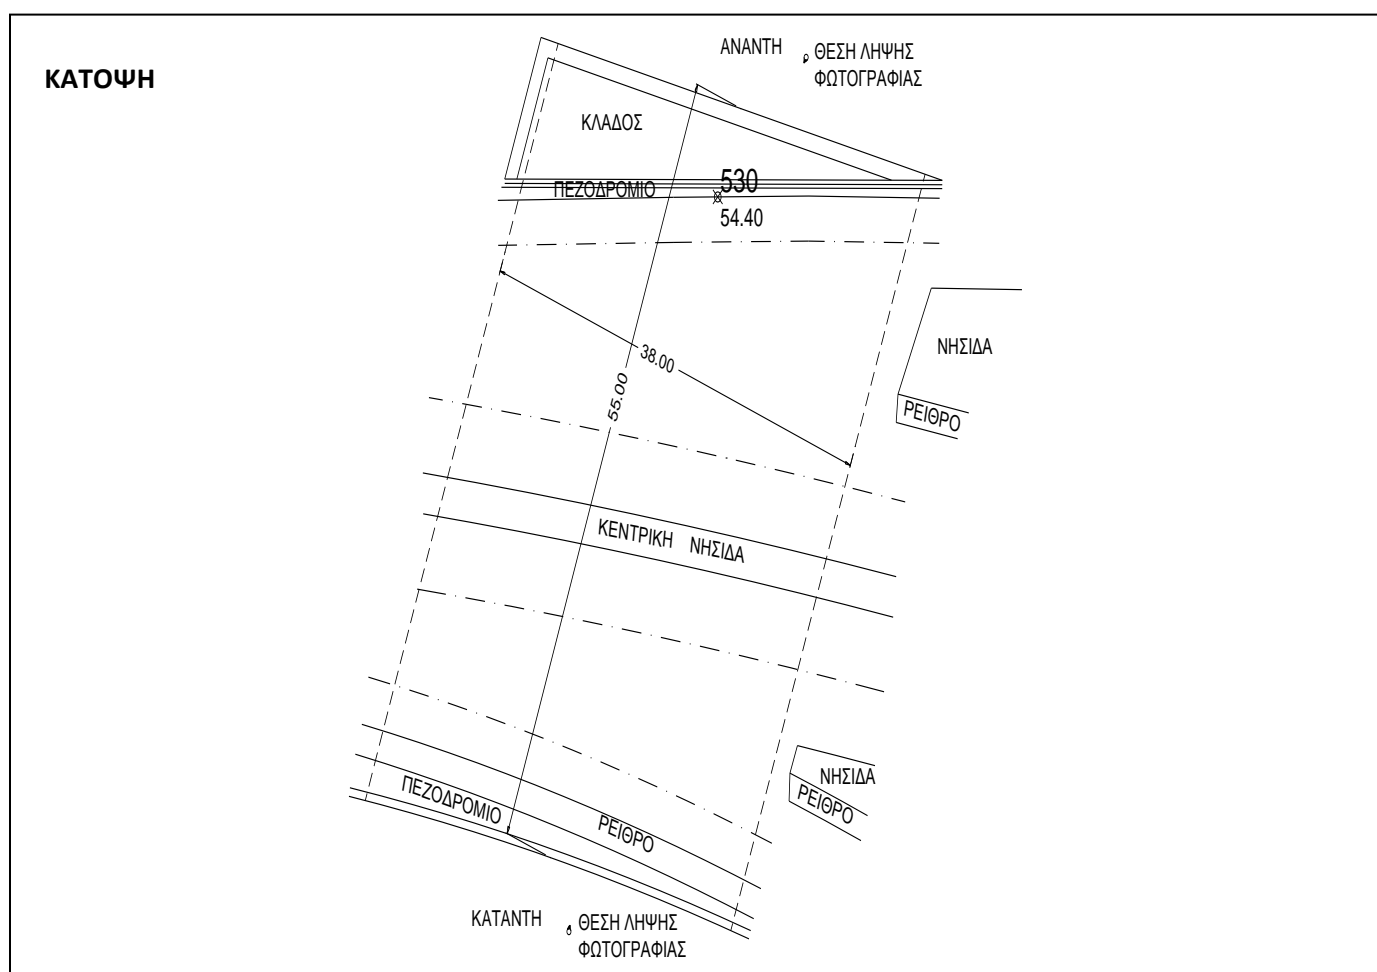 ΚΑΤΟΨΗ
ΑΝΑΝΤΗ
ΘΕΣΗ ΛΗΨΗΣ
ΦΩΤΟΓΡΑΦΙΑΣ
ΚΛΑΔΟΣ
ΠΕΖΟΔΡΟΜΙΟ
530
54.40
ΝΗΣΙΔΑ
38.00
55.00
ΡΕΙΘΡΟ
ΚΕΝΤΡΙΚΗ ΝΗΣΙΔΑ
ΝΗΣΙΔΑ
ΡΕΙΘΡΟ
ΠΕΖΟΔΡΟΜΙΟ
ΡΕΙΘΡΟ
ΚΑΤΑΝΤΗ
ΘΕΣΗ ΛΗΨΗΣ
ΦΩΤΟΓΡΑΦΙΑΣ